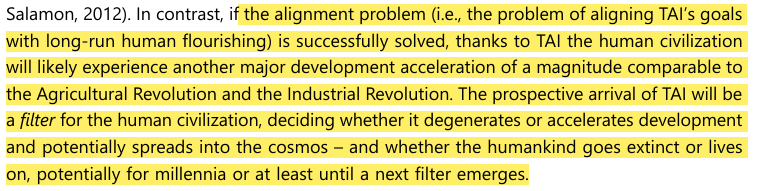 Salamon, 2012). In contrast, if the alignment problem (i.e., the problem of aligning TAI's goals
with long-run human flourishing) is successfully solved, thanks to TAI the human civilization
will likely experience another major development acceleration of a magnitude comparable to
the Agricultural Revolution and the Industrial Revolution. The prospective arrival of TAI will be
a filter for the human civilization, deciding whether it degenerates or accelerates development
and potentially spreads into the cosmos – and whether the humankind goes extinct or lives
on, potentially for millennia or at least until a next filter emerges.